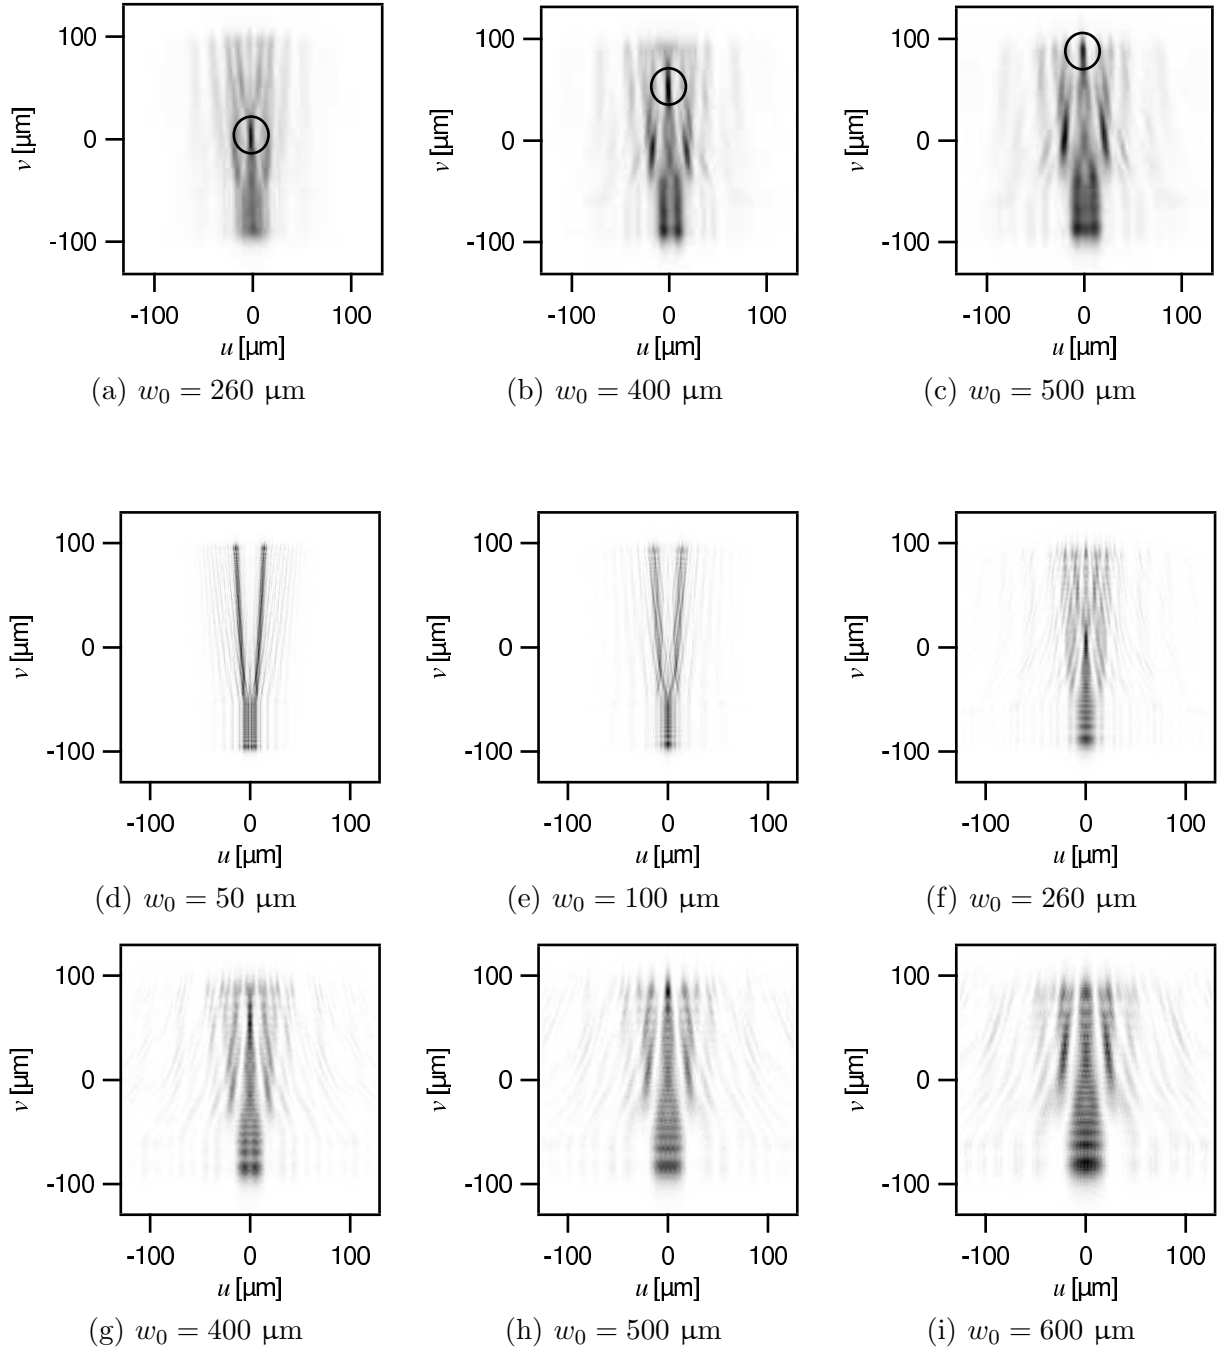 100
0
-100
v [µm]
-100 0 100
u [µm]
(a) w0 = 260 µm
100
0
-100
v [µm]
-100 0 100
u [µm]
(b) w0 = 400 µm
100
0
-100
v [µm]
-100 0 100
u [µm]
(c) w0 = 500 µm
100
0
-100
v [µm]
-100 0 100
u [µm]
(d) w0 = 50 µm
100
0
-100
v [µm]
-100 0 100
u [µm]
(e) w0 = 100 µm
100
0
-100
v [µm]
-100 0 100
u [µm]
(f) w0 = 260 µm
100
0
-100
v [µm]
-100 0 100
u [µm]
(g) w0 = 400 µm
100
0
-100
v [µm]
-100 0 100
u [µm]
(h) w0 = 500 µm
100
0
-100
v [µm]
-100 0 100
u [µm]
(i) w0 = 600 µm